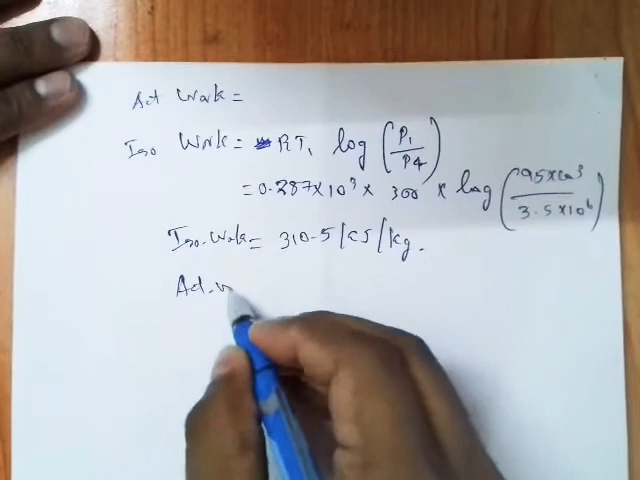 Act Work =
Iso Work = RT₁ log (P₁/P4)
= 0.287×10³ × 300 × log (95×10³/3.5×10⁶)
Iso. Work = 310.5 KJ/kg.
Act. w